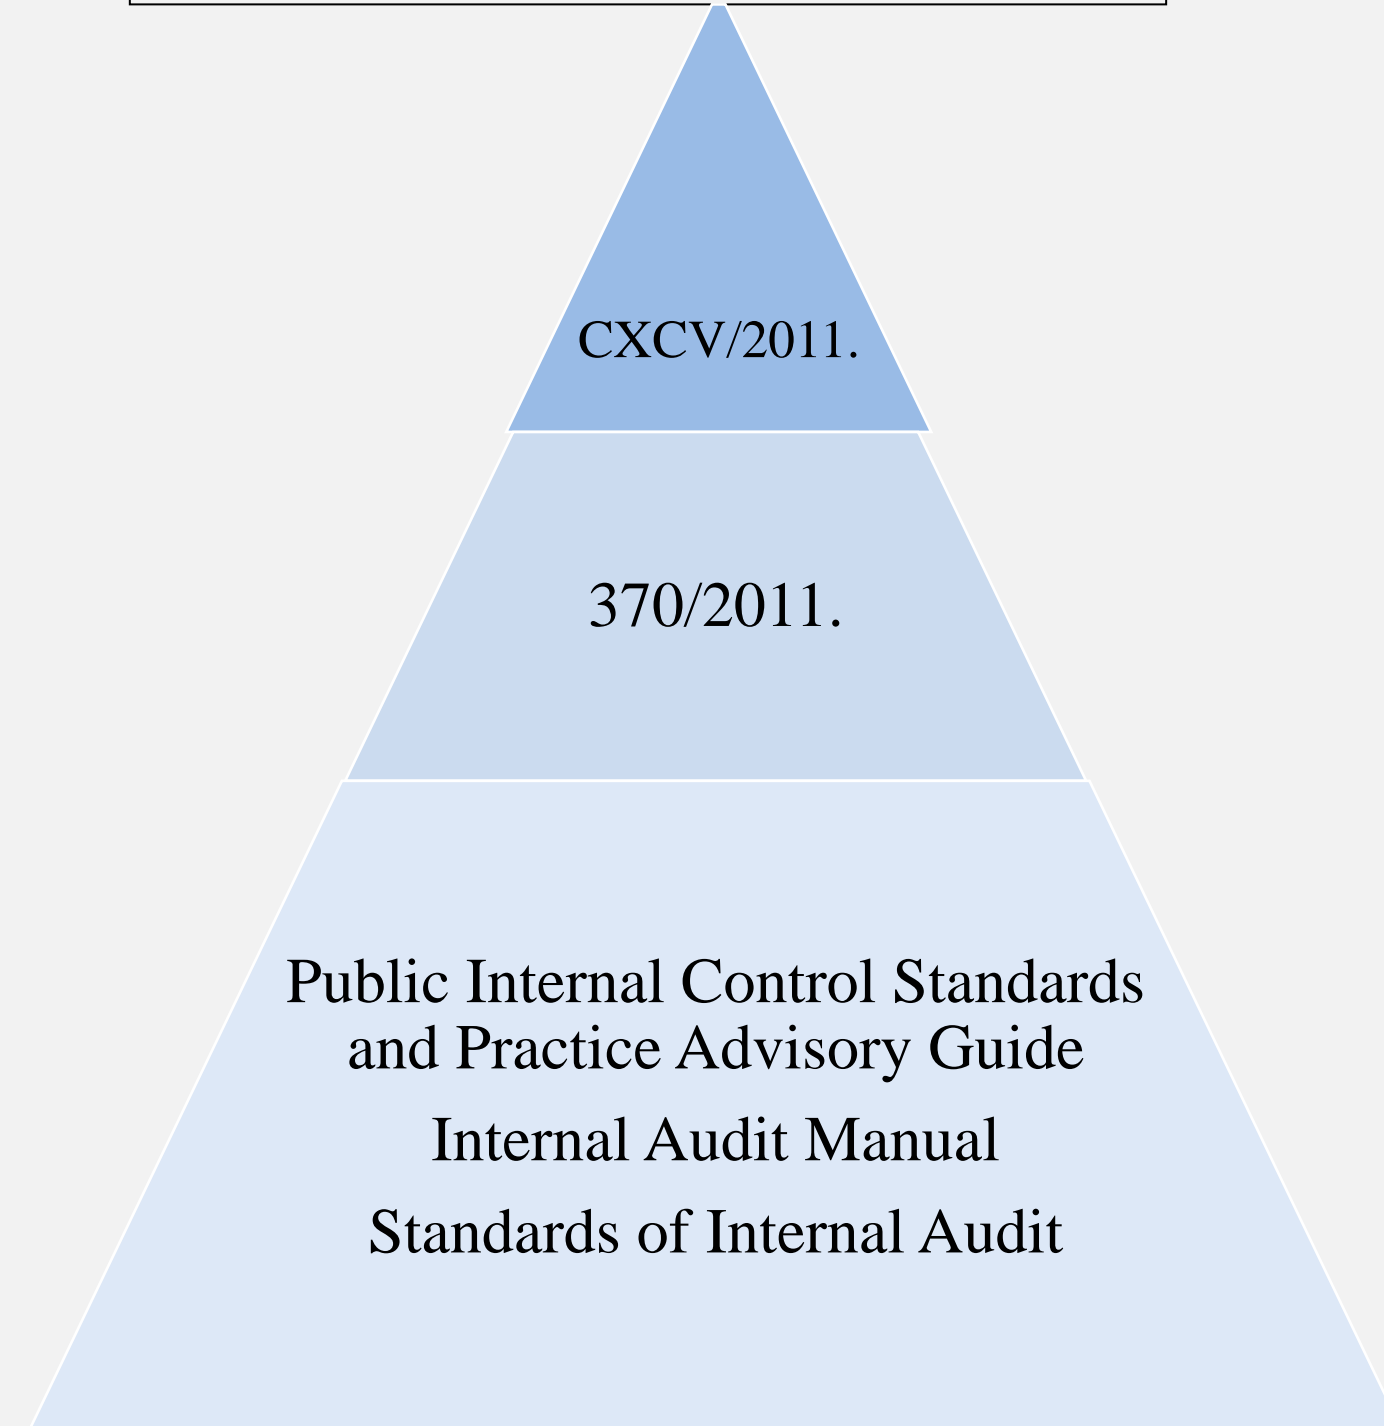 CXCV/2011.
370/2011.
Public Internal Control Standards
and Practice Advisory Guide
Internal Audit Manual
Standards of Internal Audit